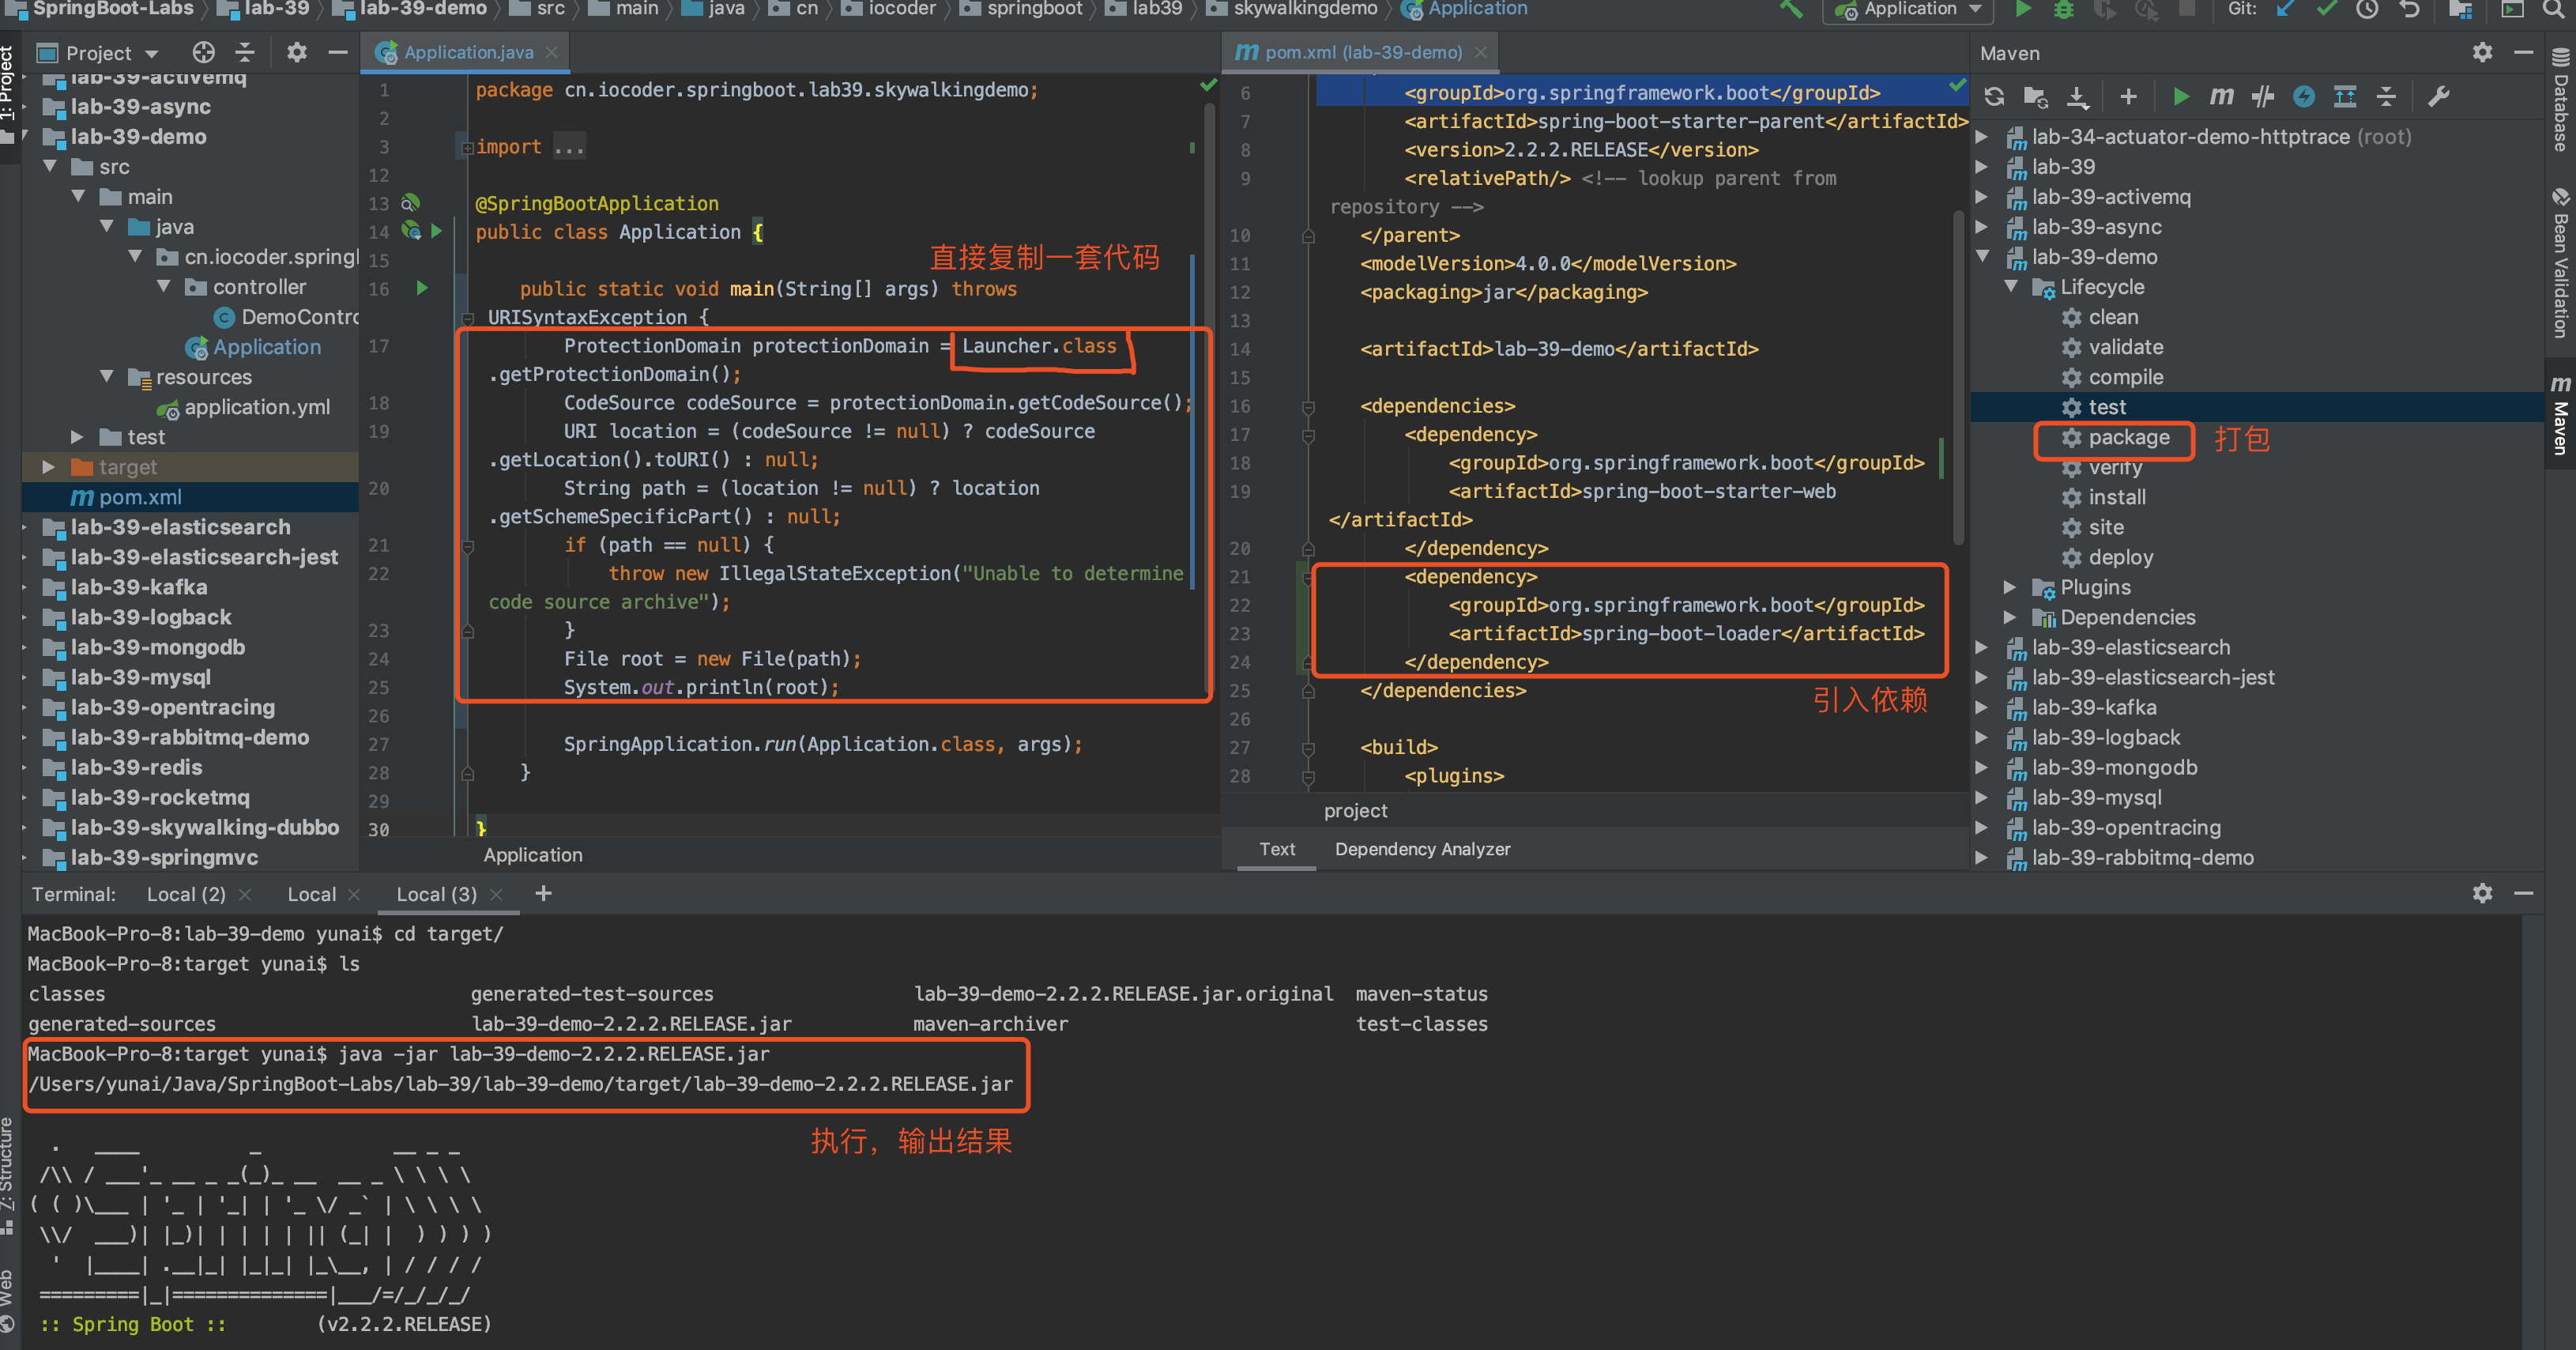 SpringBoot-Labs lab-39 lab-39-demo src main java cn iocoder springboot lab39 skywalkingdemo Application
Application Git:
1: Project
Project
lab-39-activemq
lab-39-async
lab-39-demo
src
main
java
cn.iocoder.springl
controller
DemoContro
Application
resources
application.yml
test
target
pom.xml
lab-39-elasticsearch
lab-39-elasticsearch-jest
lab-39-kafka
lab-39-logback
lab-39-mongodb
lab-39-mysql
lab-39-opentracing
lab-39-rabbitmq-demo
lab-39-redis
lab-39-rocketmq
lab-39-skywalking-dubbo
lab-39-springmvc
Application.java
1 package cn.iocoder.springboot.lab39.skywalkingdemo;
2
3 import ...
12
13 @SpringBootApplication
14 public class Application {
15
直接复制一套代码
16 public static void main(String[] args) throws
URISyntaxException {
17 ProtectionDomain protectionDomain = Launcher.class
.getProtectionDomain();
18 CodeSource codeSource = protectionDomain.getCodeSource();
19 URI location = (codeSource != null) ? codeSource
.getLocation().toURI() : null;
20 String path = (location != null) ? location
.getSchemeSpecificPart() : null;
21 if (path == null) {
22 throw new IllegalStateException("Unable to determine
code source archive");
23 }
24 File root = new File(path);
25 System.out.println(root);
26
27 SpringApplication.run(Application.class, args);
28 }
29
30 }
Application
pom.xml (lab-39-demo)
6 <groupId>org.springframework.boot</groupId>
7 <artifactId>spring-boot-starter-parent</artifactId>
8 <version>2.2.2.RELEASE</version>
9 <relativePath/> <!-- lookup parent from
repository -->
10 </parent>
11 <modelVersion>4.0.0</modelVersion>
12 <packaging>jar</packaging>
13
14 <artifactId>lab-39-demo</artifactId>
15
16 <dependencies>
17 <dependency>
18 <groupId>org.springframework.boot</groupId>
19 <artifactId>spring-boot-starter-web
</artifactId>
20 </dependency>
21 <dependency>
22 <groupId>org.springframework.boot</groupId>
23 <artifactId>spring-boot-loader</artifactId>
24 </dependency>
25 </dependencies>
引入依赖
26
27 <build>
28 <plugins>
project
Text Dependency Analyzer
Maven
lab-34-actuator-demo-httptrace (root)
lab-39
lab-39-activemq
lab-39-async
lab-39-demo
Lifecycle
clean
validate
compile
test
package 打包
verify
install
site
deploy
Plugins
Dependencies
lab-39-elasticsearch
lab-39-elasticsearch-jest
lab-39-kafka
lab-39-logback
lab-39-mongodb
lab-39-mysql
lab-39-opentracing
lab-39-rabbitmq-demo
Database
Bean Validation
Maven
Terminal: Local (2) Local Local (3)
MacBook-Pro-8:lab-39-demo yunai$ cd target/
MacBook-Pro-8:target yunai$ ls
classes generated-test-sources lab-39-demo-2.2.2.RELEASE.jar.original maven-status
generated-sources lab-39-demo-2.2.2.RELEASE.jar maven-archiver test-classes
MacBook-Pro-8:target yunai$ java -jar lab-39-demo-2.2.2.RELEASE.jar
/Users/yunai/Java/SpringBoot-Labs/lab-39/lab-39-demo/target/lab-39-demo-2.2.2.RELEASE.jar
执行，输出结果
  .   ____          _            __ _ _
 /\\ / ___'_ __ _ _(_)_ __  __ _ \ \ \ \
( ( )\___ | '_ | '_| | '_ \/ _` | \ \ \ \
 \\/  ___)| |_)| | | | | || (_| |  ) ) ) )
  '  |____| .__|_| |_|_| |_\__, | / / / /
 =========|_|==============|___/=/_/_/_/
 :: Spring Boot ::        (v2.2.2.RELEASE)
7: Structure
Web